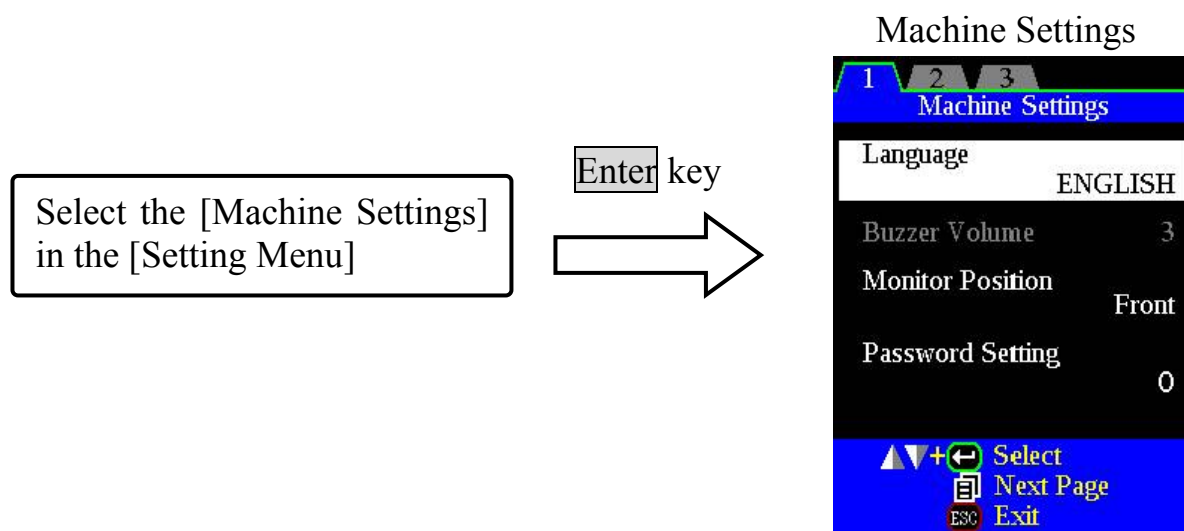 Select the [Machine Settings]
in the [Setting Menu]
Enter key
Machine Settings
1 2 3
Machine Settings
Language
ENGLISH
Buzzer Volume 3
Monitor Position
Front
Password Setting
0
+ Select
Next Page
ESC Exit